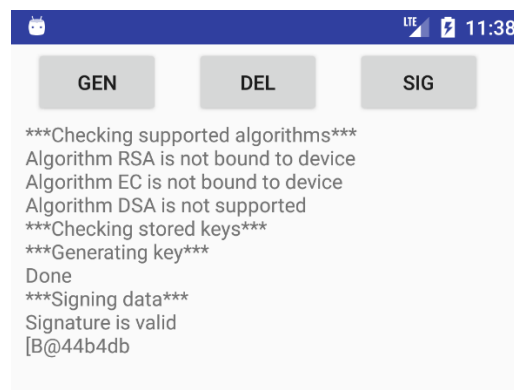 LTE 11:38
GEN DEL SIG
***Checking supported algorithms***
Algorithm RSA is not bound to device
Algorithm EC is not bound to device
Algorithm DSA is not supported
***Checking stored keys***
***Generating key***
Done
***Signing data***
Signature is valid
[B@44b4db